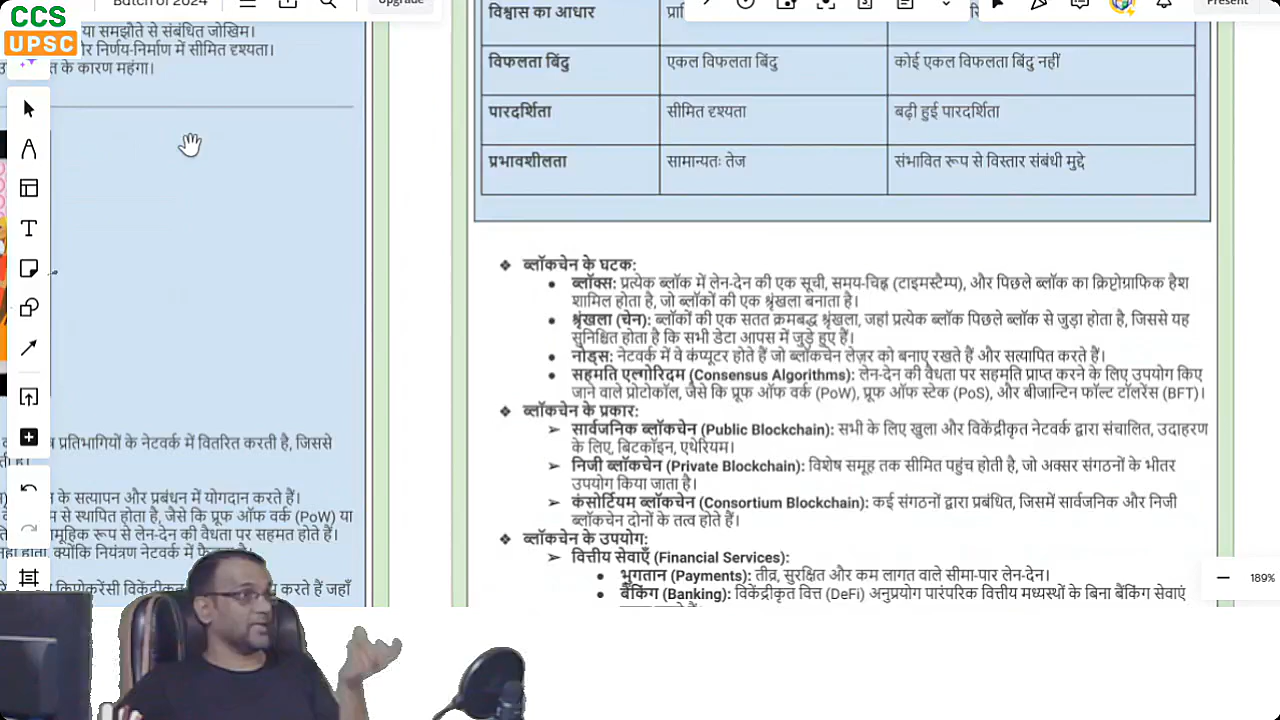 Batch of 2024
Upgrade
Present
CCS
UPSC
या समझौते से संबंधित जोखिम।
और निर्णय-निर्माण में सीमित दृश्यता।
के कारण महंगा।
विश्वास का आधार
विफलता बिंदु एकल विफलता बिंदु कोई एकल विफलता बिंदु नहीं
पारदर्शिता सीमित दृश्यता बढ़ी हुई पारदर्शिता
प्रभावशीलता सामान्यतः तेज संभावित रूप से विस्तार संबंधी मुद्दे
प्रतिभागियों के नेटवर्क में वितरित करती है, जिससे
के सत्यापन और प्रबंधन में योगदान करते हैं।
से स्थापित होता है, जैसे कि प्रूफ ऑफ वर्क (PoW) या
सामूहिक रूप से लेन-देन की वैधता पर सहमत होते हैं।
नहीं होता, क्योंकि नियंत्रण नेटवर्क में
क्रिप्टोकरेंसी करते हैं जहाँ
❖ ब्लॉकचेन के घटक:
● ब्लॉक्स: प्रत्येक ब्लॉक में लेन-देन की एक सूची, समय-चिह्न (टाइमस्टैम्प), और पिछले ब्लॉक का क्रिप्टोग्राफिक हैश
शामिल होता है, जो ब्लॉकों की एक श्रृंखला बनाता है।
● श्रृंखला (चेन): ब्लॉकों की एक सतत क्रमबद्ध श्रृंखला, जहां प्रत्येक ब्लॉक पिछले ब्लॉक से जुड़ा होता है, जिससे यह
सुनिश्चित होता है कि सभी डेटा आपस में जुड़े हुए हैं।
● नोड्स: नेटवर्क में वे कंप्यूटर होते हैं जो ब्लॉकचेन लेज़र को बनाए रखते हैं और सत्यापित करते हैं।
● सहमति एल्गोरिदम (Consensus Algorithms): लेन-देन की वैधता पर सहमति प्राप्त करने के लिए उपयोग किए
जाने वाले प्रोटोकॉल, जैसे कि प्रूफ ऑफ वर्क (PoW), प्रूफ ऑफ स्टेक (PoS), और बीजान्टिन फॉल्ट टॉलरेंस (BFT)।
❖ ब्लॉकचेन के प्रकार:
➢ सार्वजनिक ब्लॉकचेन (Public Blockchain): सभी के लिए खुला और विकेंद्रीकृत नेटवर्क द्वारा संचालित, उदाहरण
के लिए, बिटकॉइन, एथेरियम।
➢ निजी ब्लॉकचेन (Private Blockchain): विशेष समूह तक सीमित पहुंच होती है, जो अक्सर संगठनों के भीतर
उपयोग किया जाता है।
➢ कंसोर्टियम ब्लॉकचेन (Consortium Blockchain): कई संगठनों द्वारा प्रबंधित, जिसमें सार्वजनिक और निजी
ब्लॉकचेन दोनों के तत्व होते हैं।
❖ ब्लॉकचेन के उपयोग:
➢ वित्तीय सेवाएँ (Financial Services):
● भुगतान (Payments): तीव्र, सुरक्षित और कम लागत वाले सीमा-पार लेन-देन।
● बैंकिंग (Banking): विकेंद्रीकृत वित्त (DeFi) अनुप्रयोग पारंपरिक वित्तीय मध्यस्थों के बिना बैंकिंग सेवाएं
189%